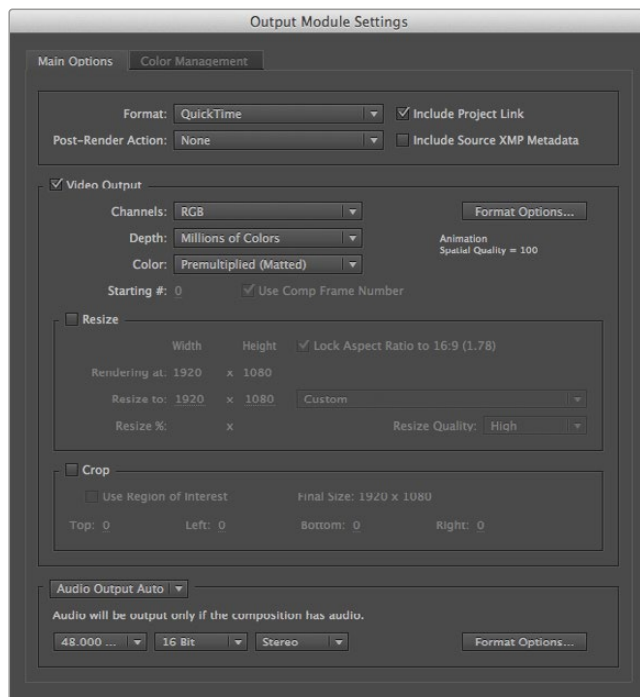 Output Module Settings
Main Options Color Management
Format: QuickTime Include Project Link
Post-Render Action: None Include Source XMP Metadata
Video Output
Channels: RGB Format Options...
Depth: Millions of Colors Animation
Spatial Quality = 100
Color: Premultiplied (Matted)
Starting #: 0 Use Comp Frame Number
Resize
Width Height Lock Aspect Ratio to 16:9 (1.78)
Rendering at: 1920 x 1080
Resize to: 1920 x 1080 Custom
Resize %: x Resize Quality: High
Crop
Use Region of Interest Final Size: 1920 x 1080
Top: 0 Left: 0 Bottom: 0 Right: 0
Audio Output Auto
Audio will be output only if the composition has audio.
48.000 ... 16 Bit Stereo Format Options...